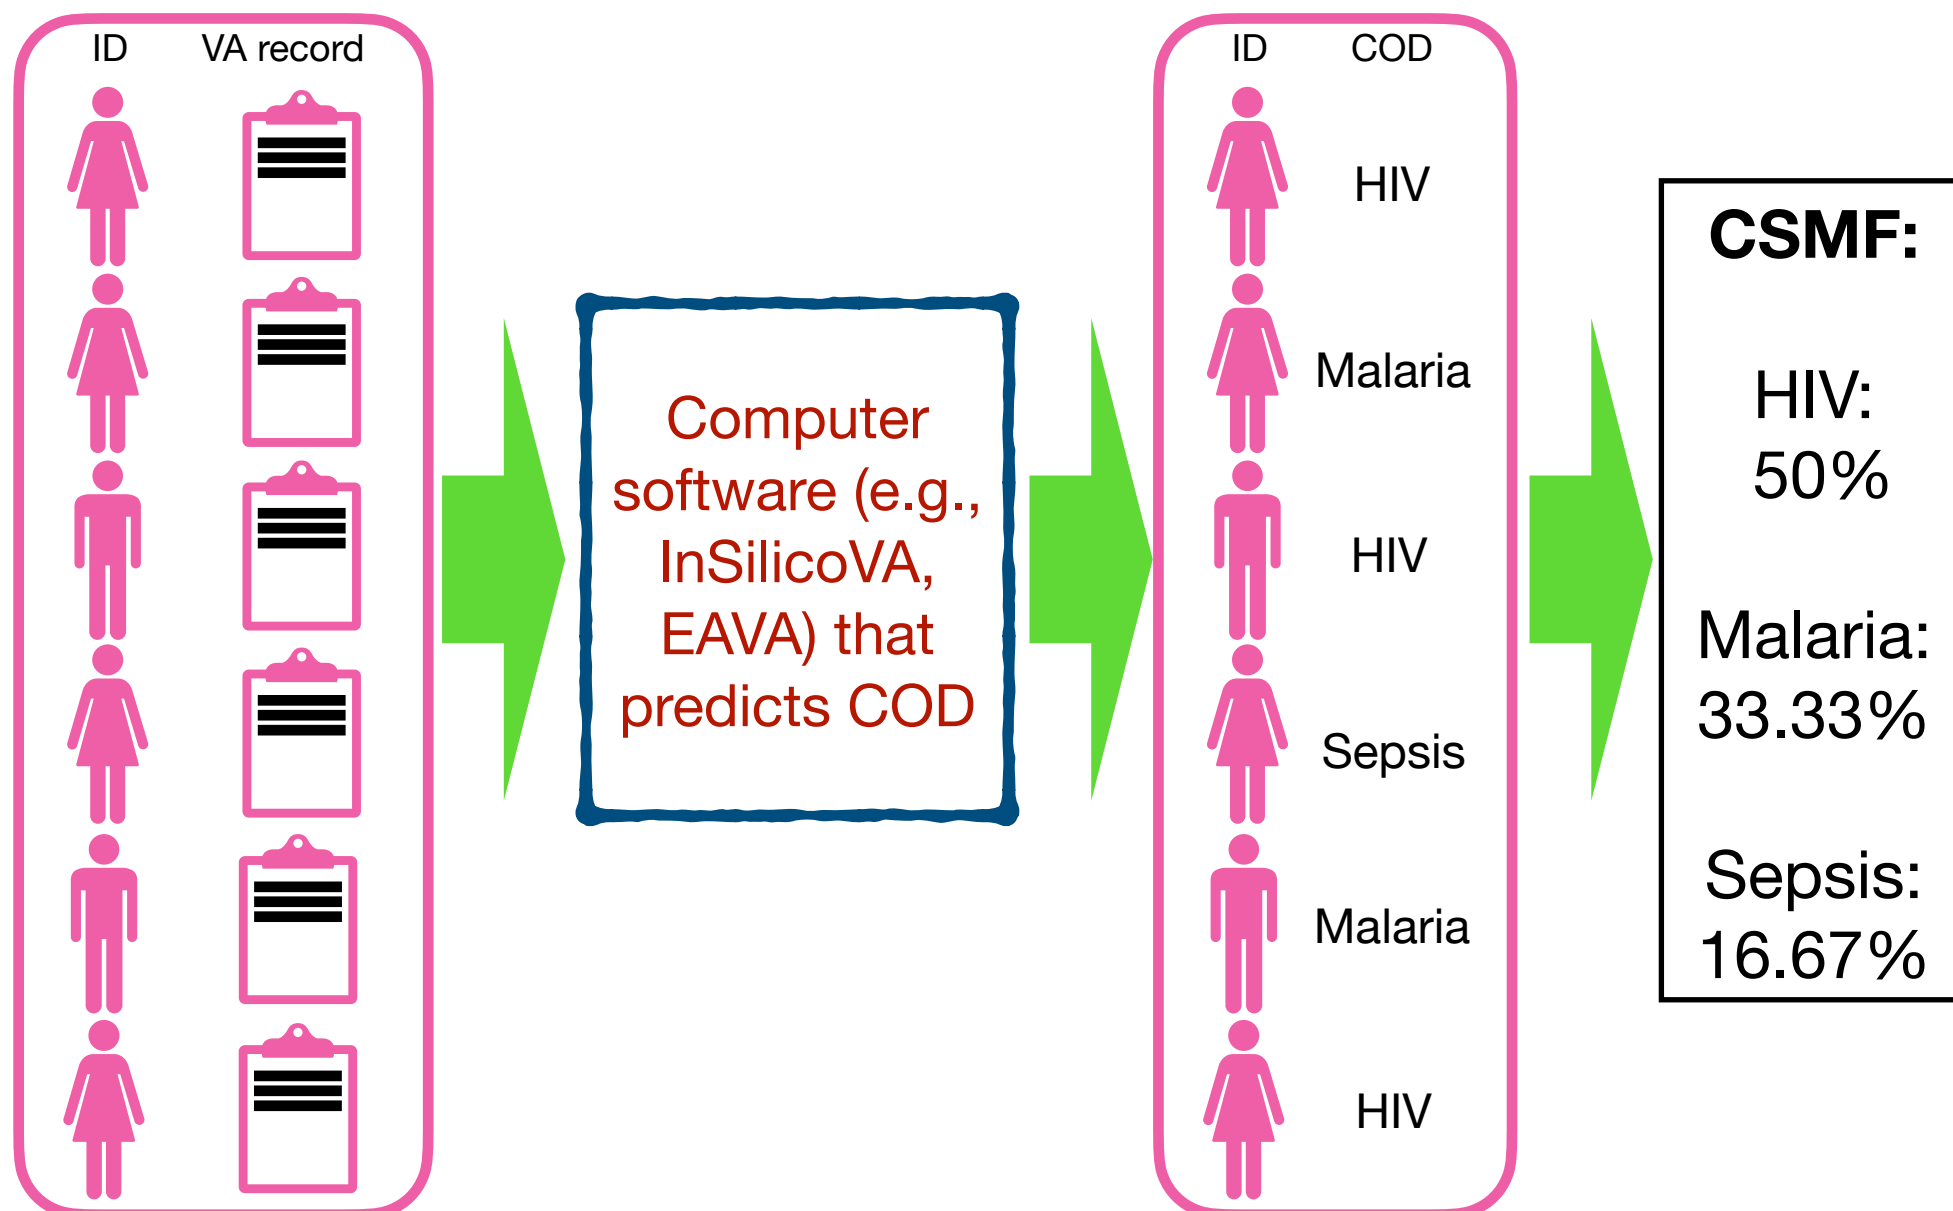 ID VA record
Computer
software (e.g.,
InSilicoVA,
EAVA) that
predicts COD
ID COD
HIV
Malaria
HIV
Sepsis
Malaria
HIV
CSMF:
HIV:
50%
Malaria:
33.33%
Sepsis:
16.67%